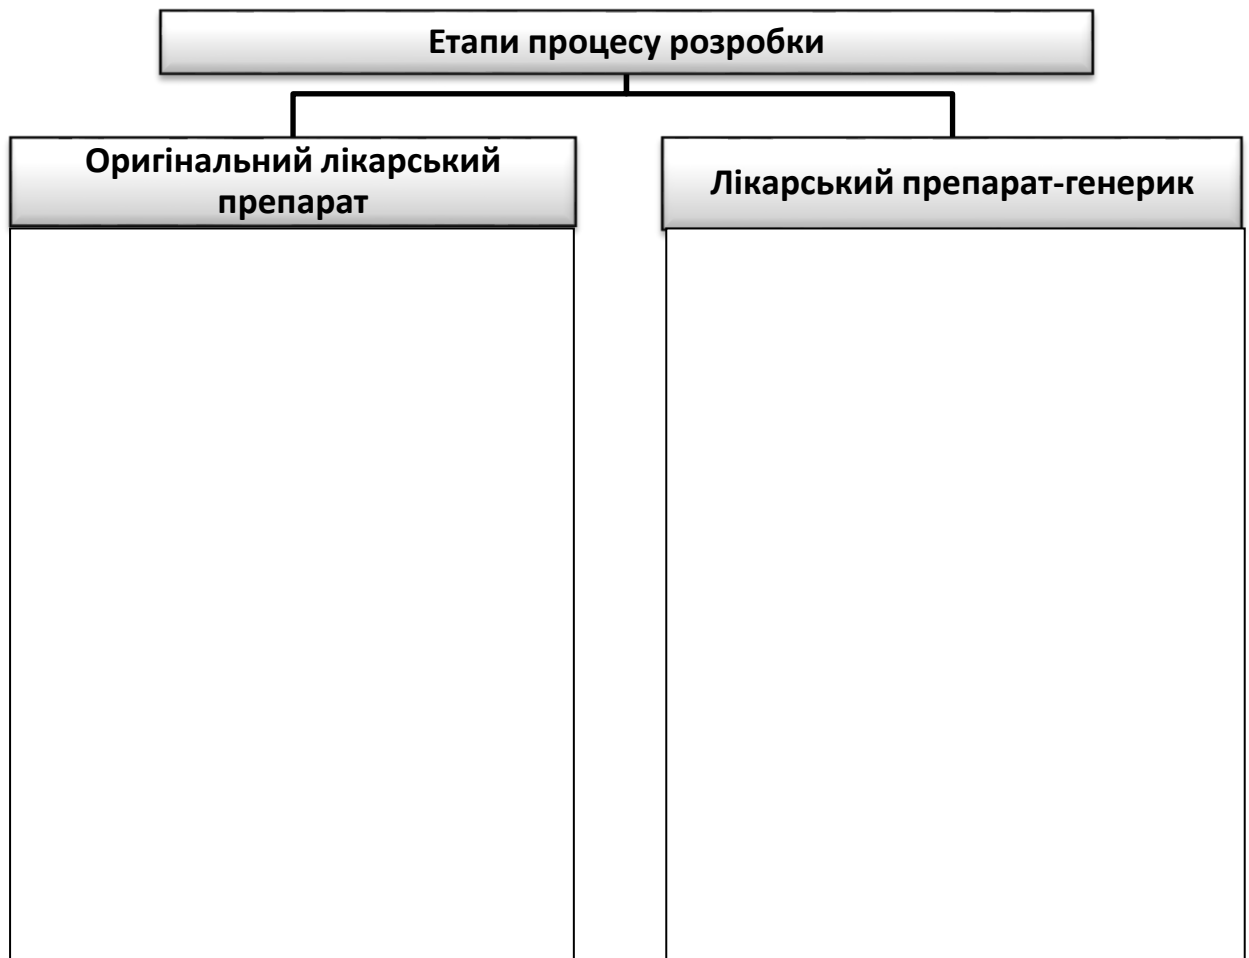 Етапи процесу розробки
Оригінальний лікарський
препарат
Лікарський препарат-генерик